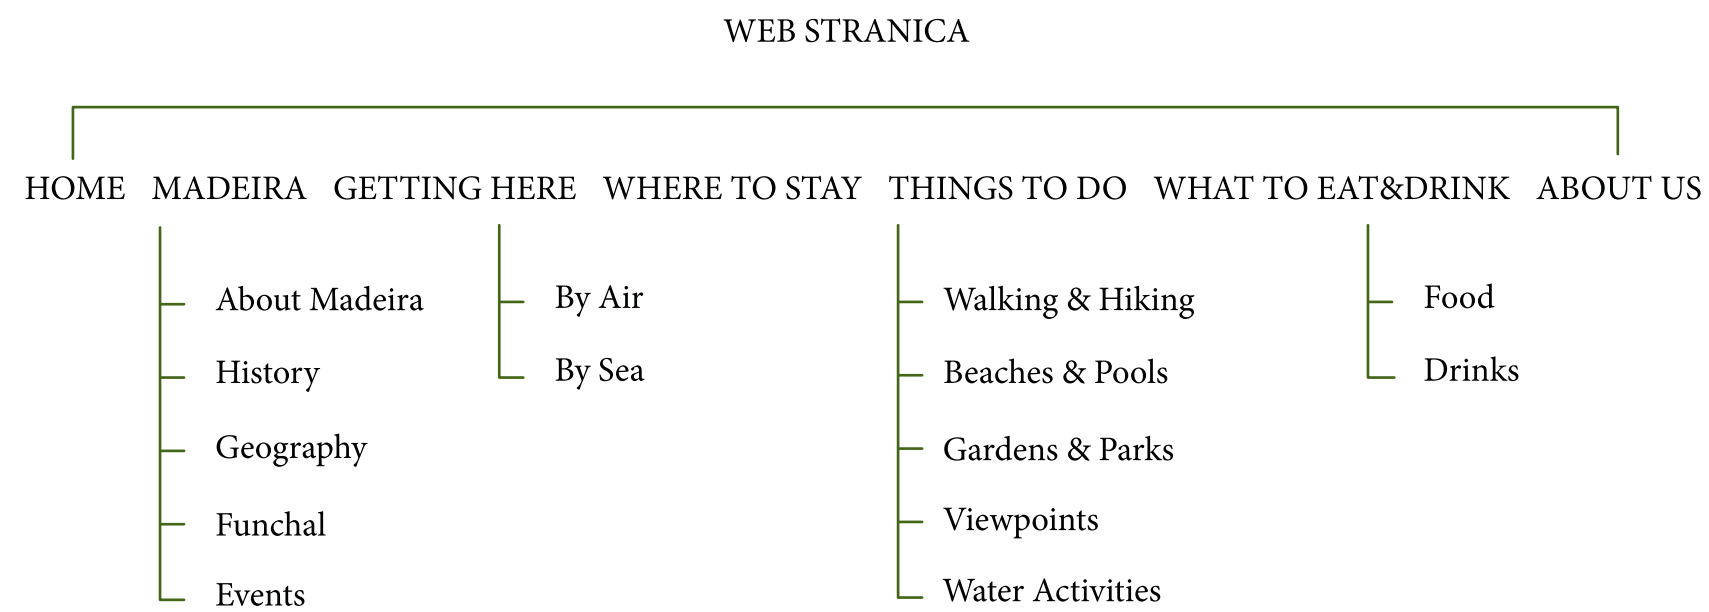 WEB STRANICA
HOME MADEIRA GETTING HERE WHERE TO STAY THINGS TO DO WHAT TO EAT&DRINK ABOUT US
About Madeira
History
Geography
Funchal
Events
By Air
By Sea
Walking & Hiking
Beaches & Pools
Gardens & Parks
Viewpoints
Water Activities
Food
Drinks